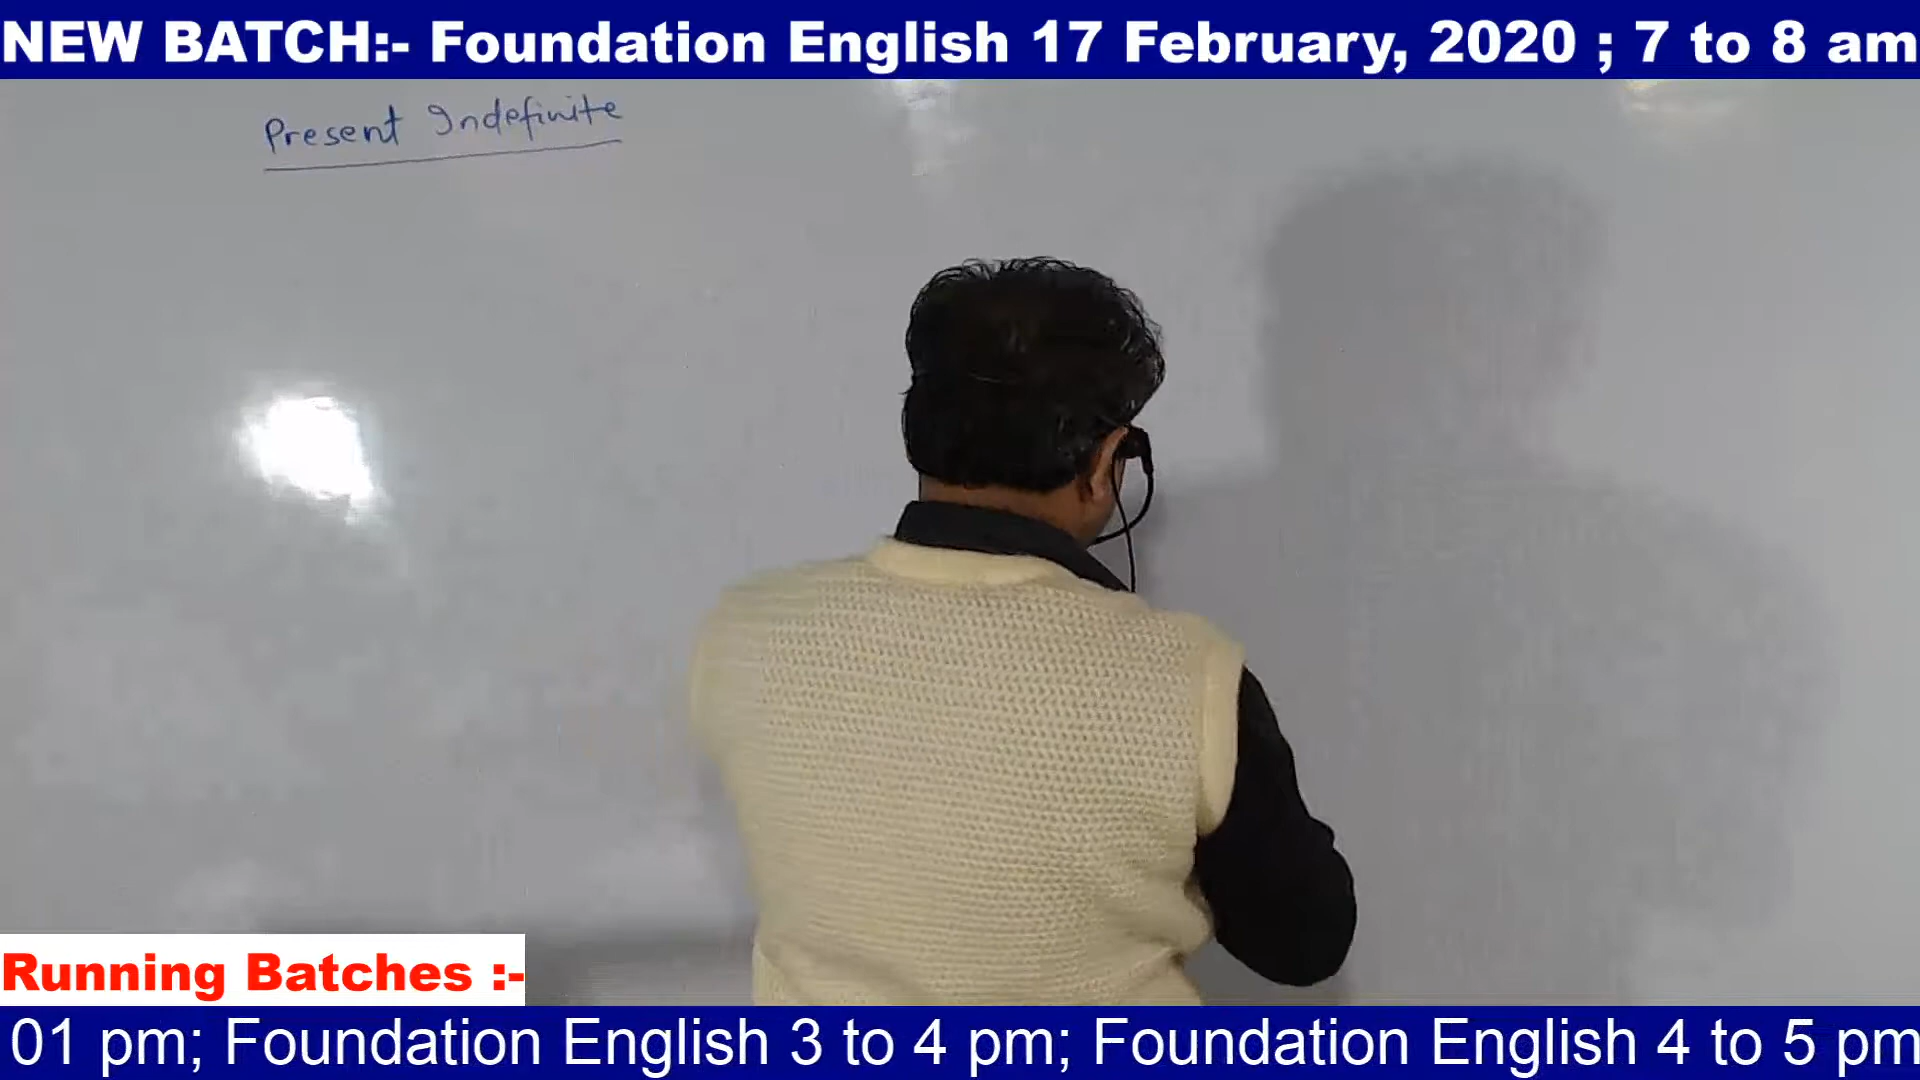 NEW BATCH:- Foundation English 17 February, 2020 ; 7 to 8 am
Present Indefinite
Running Batches :-
01 pm; Foundation English 3 to 4 pm; Foundation English 4 to 5 pm